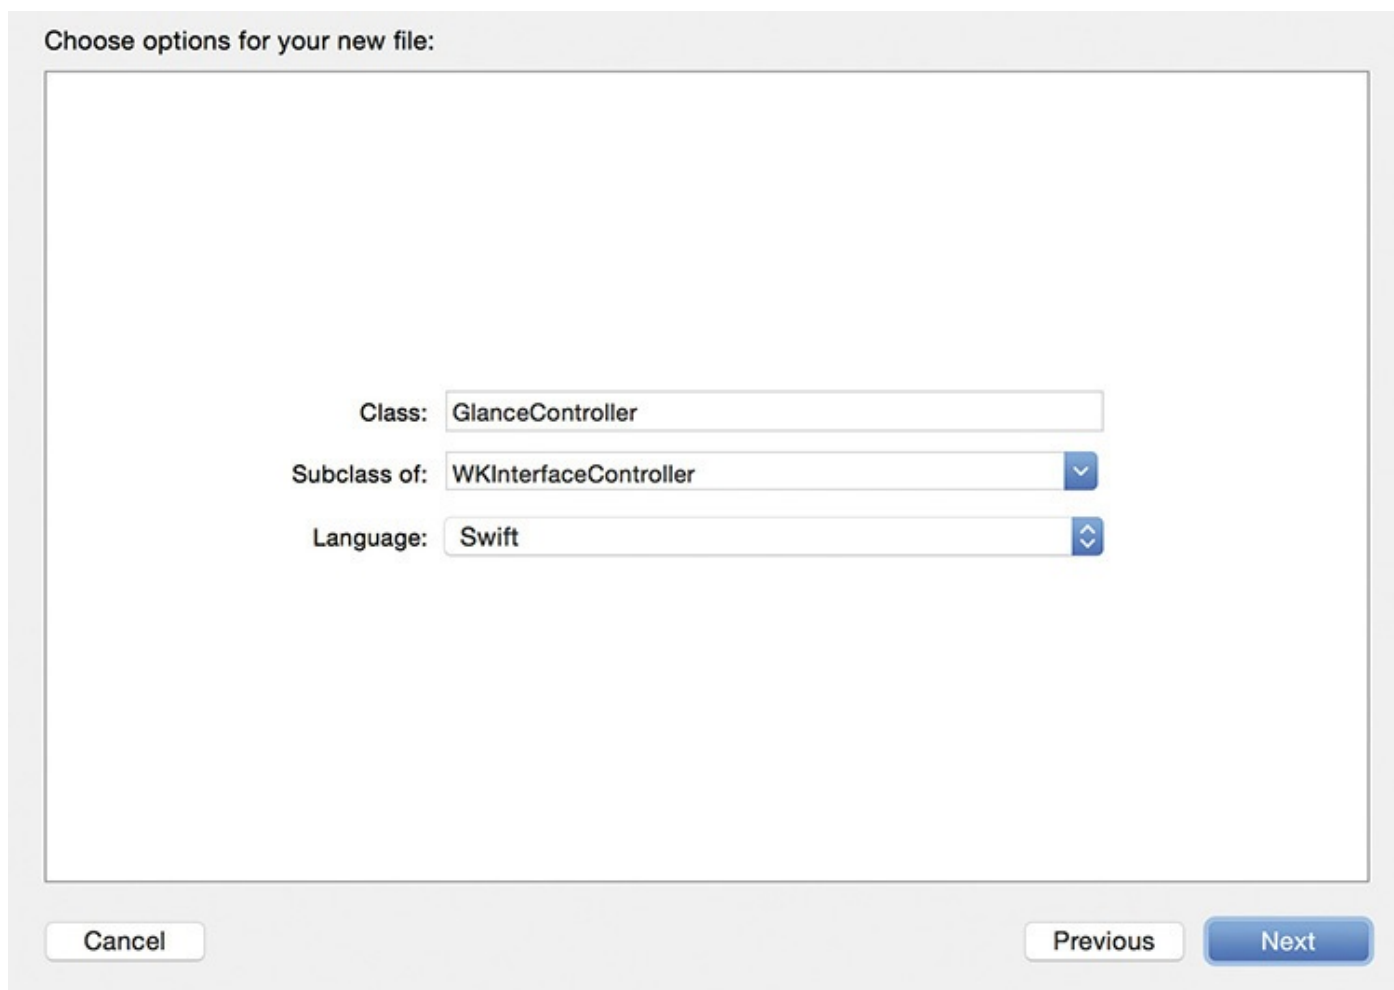 Choose options for your new file:
Class: GlanceController
Subclass of: WKInterfaceController
Language: Swift
Cancel Previous Next